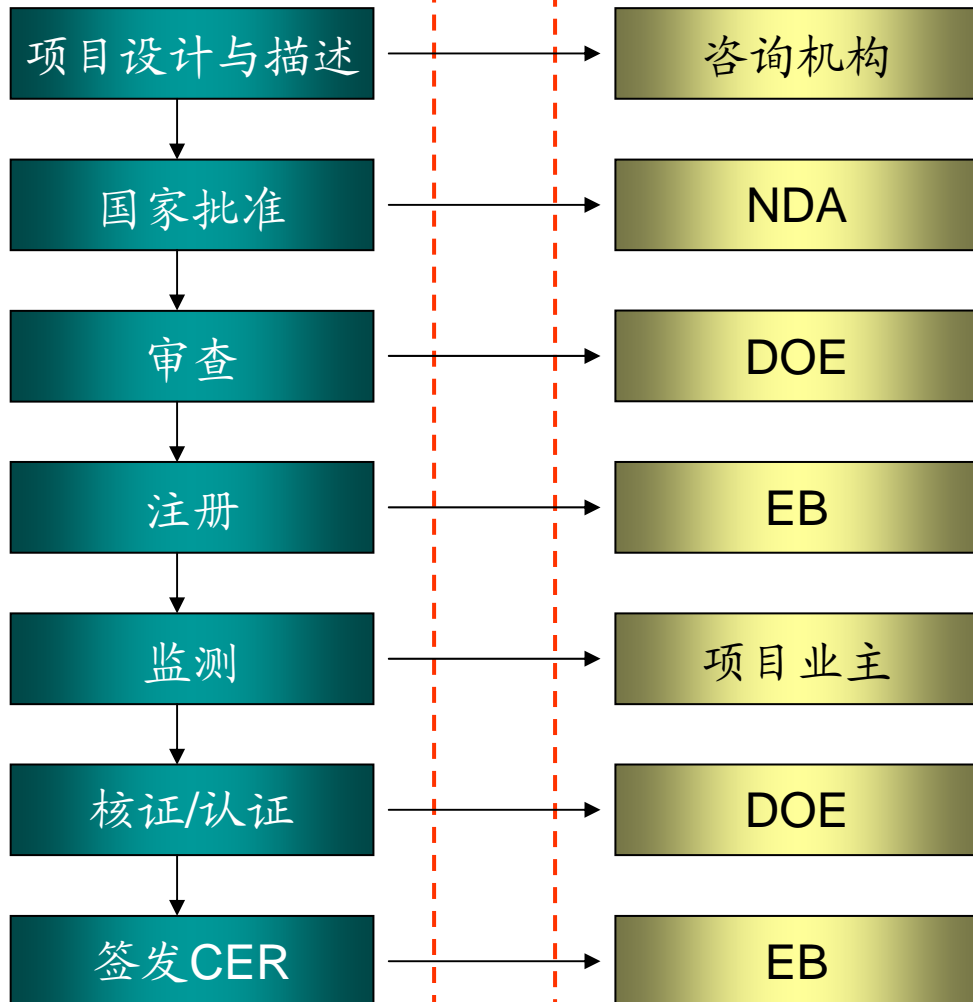 项目设计与描述
咨询机构
国家批准
NDA
审查
DOE
注册
EB
监测
项目业主
核证/认证
DOE
签发CER
EB